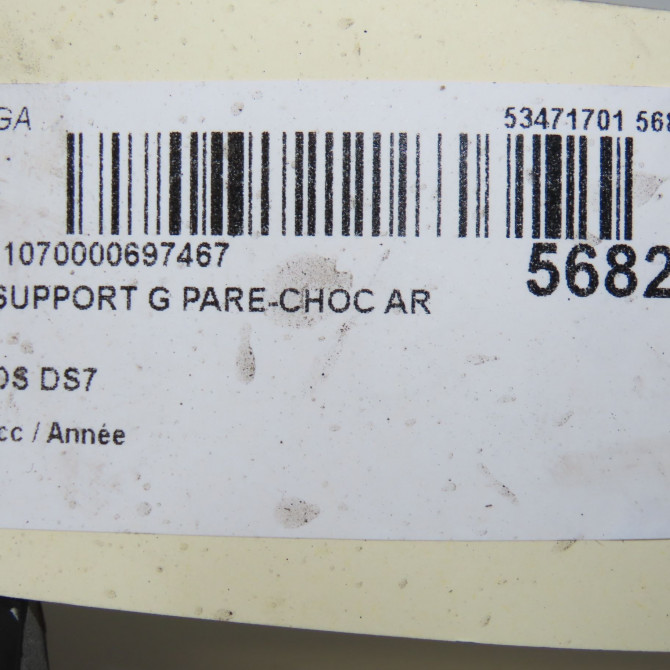 GA
53471701 568
1070000697467
5682
SUPPORT G PARE-CHOC AR
DS DS7
cc / Année